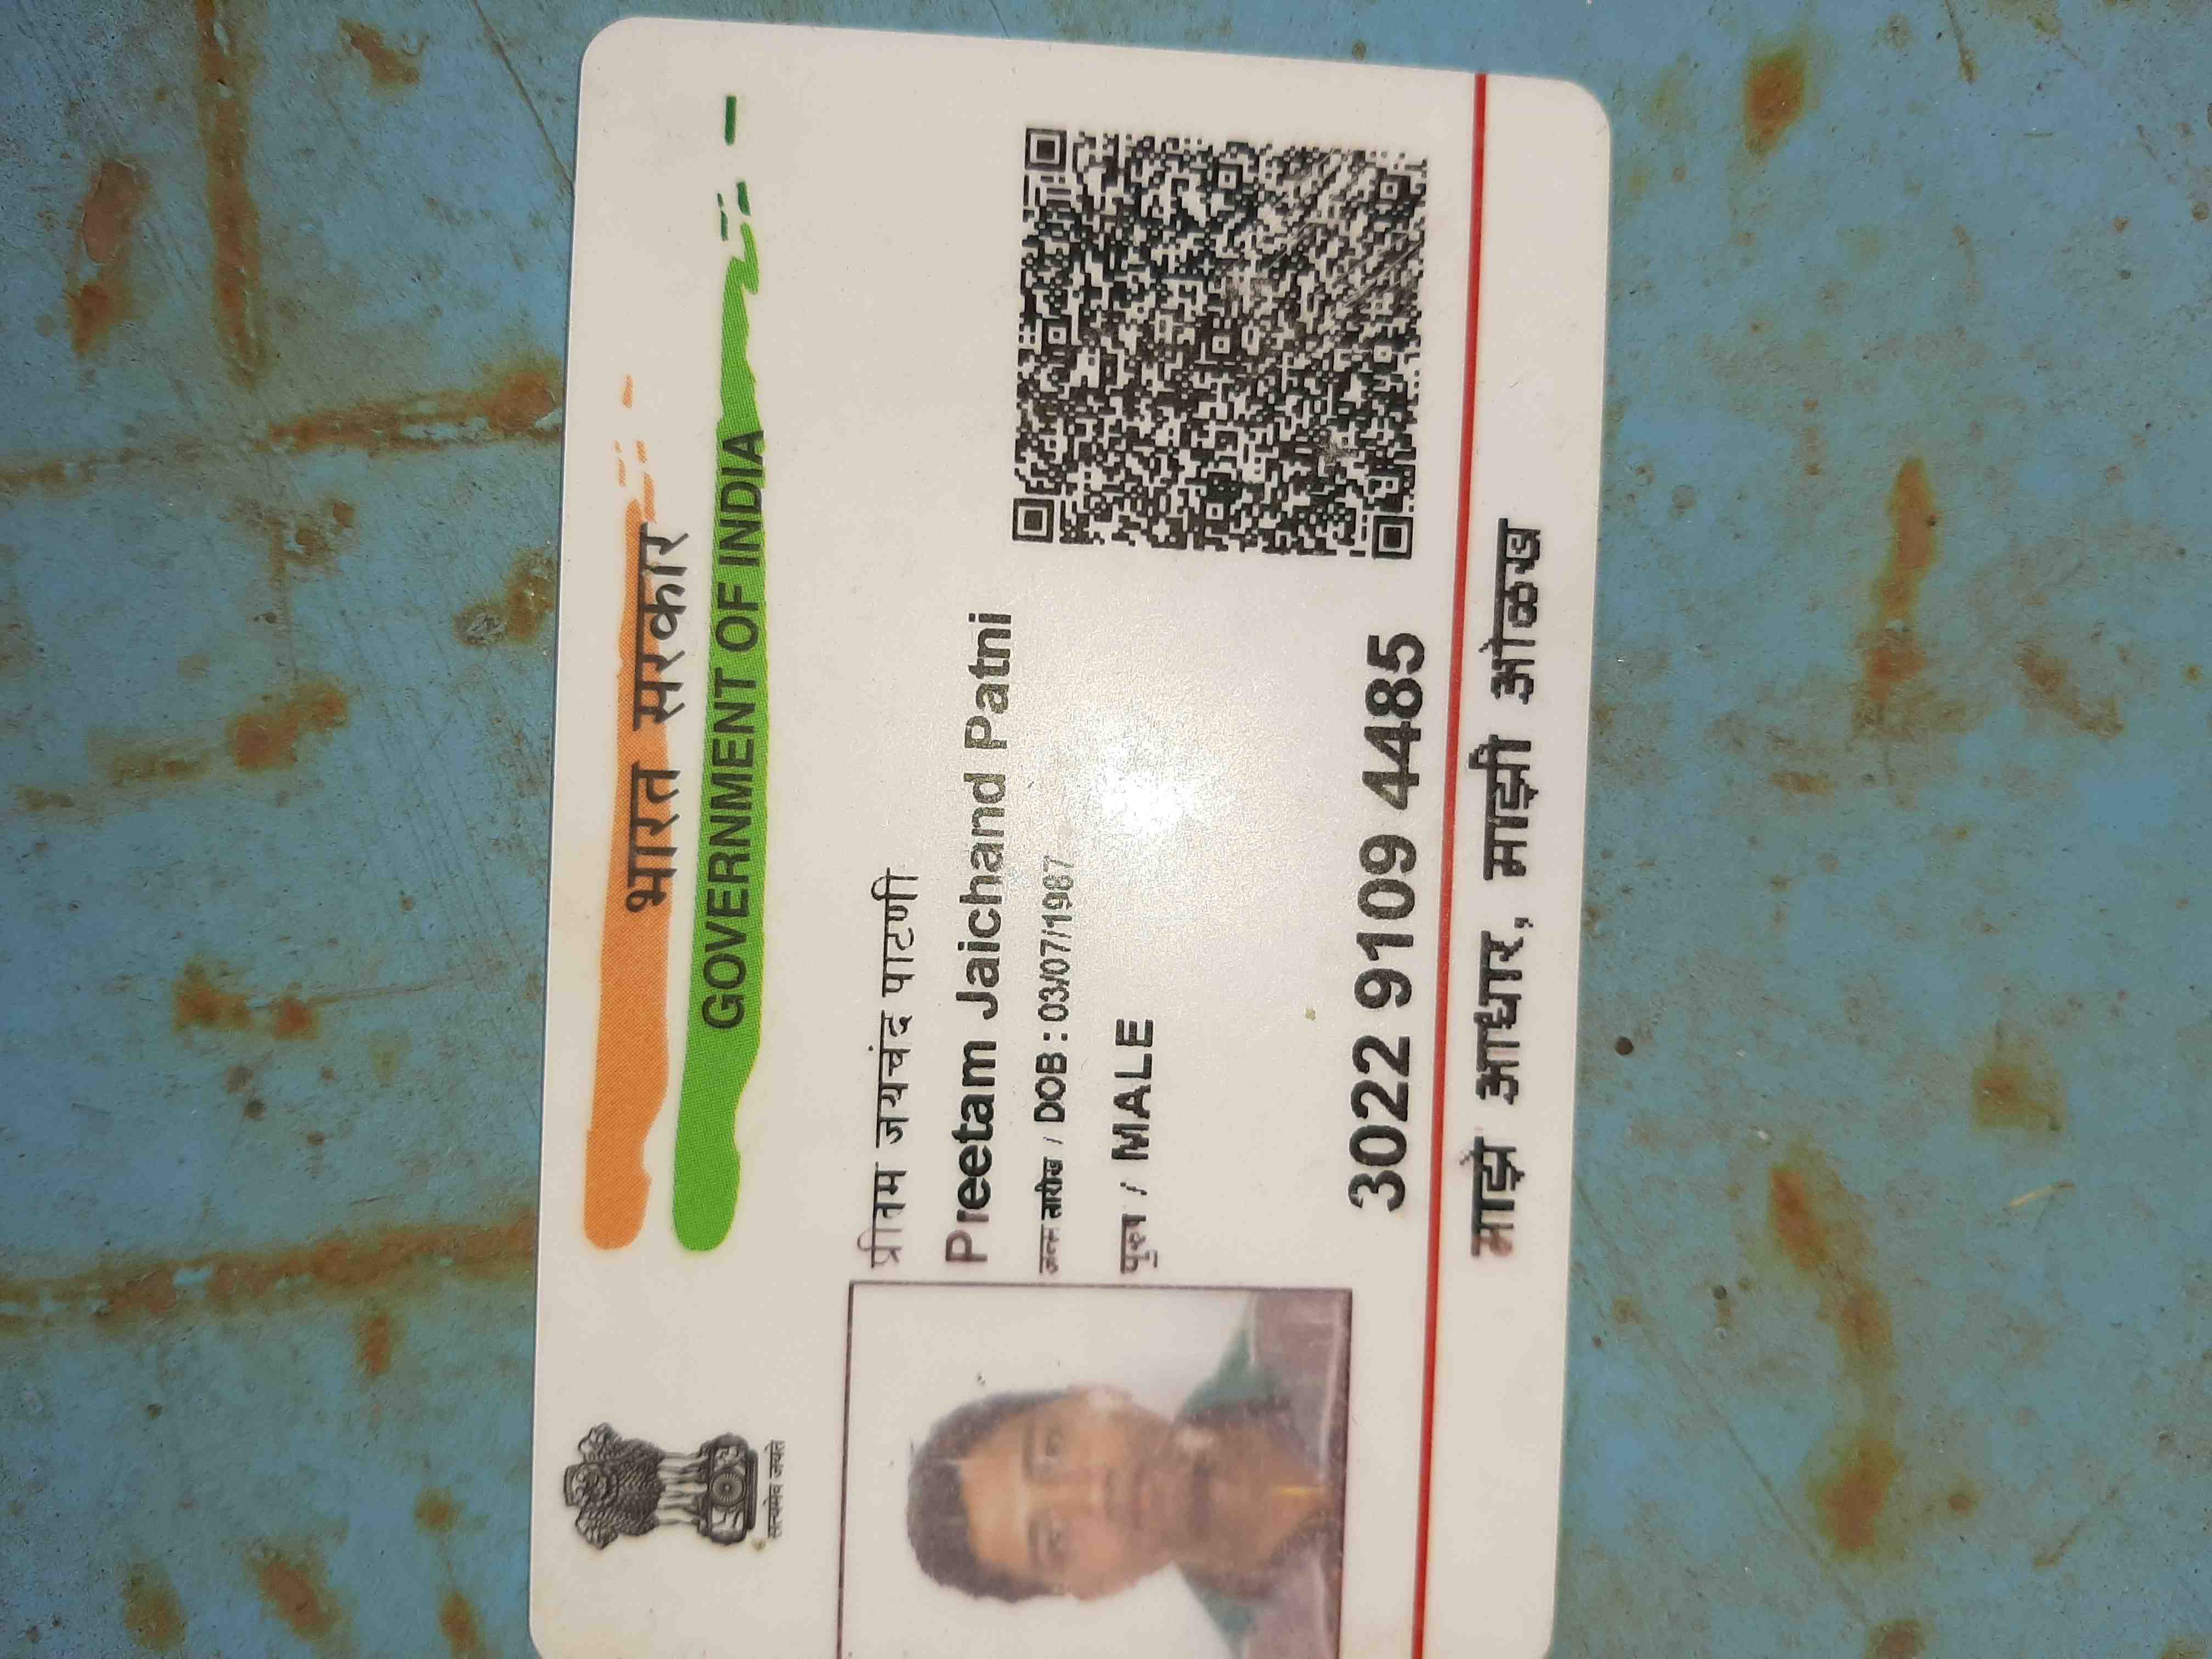 भारत सरकार
GOVERNMENT OF INDIA
सत्यमेव जयते
प्रीतम जयचंद पाटणी
Preetam Jaichand Patni
जन्म तारीख / DOB : 03/07/1987
पुरुष / MALE
3022 9109 4485
माझे आधार, माझी ओळख